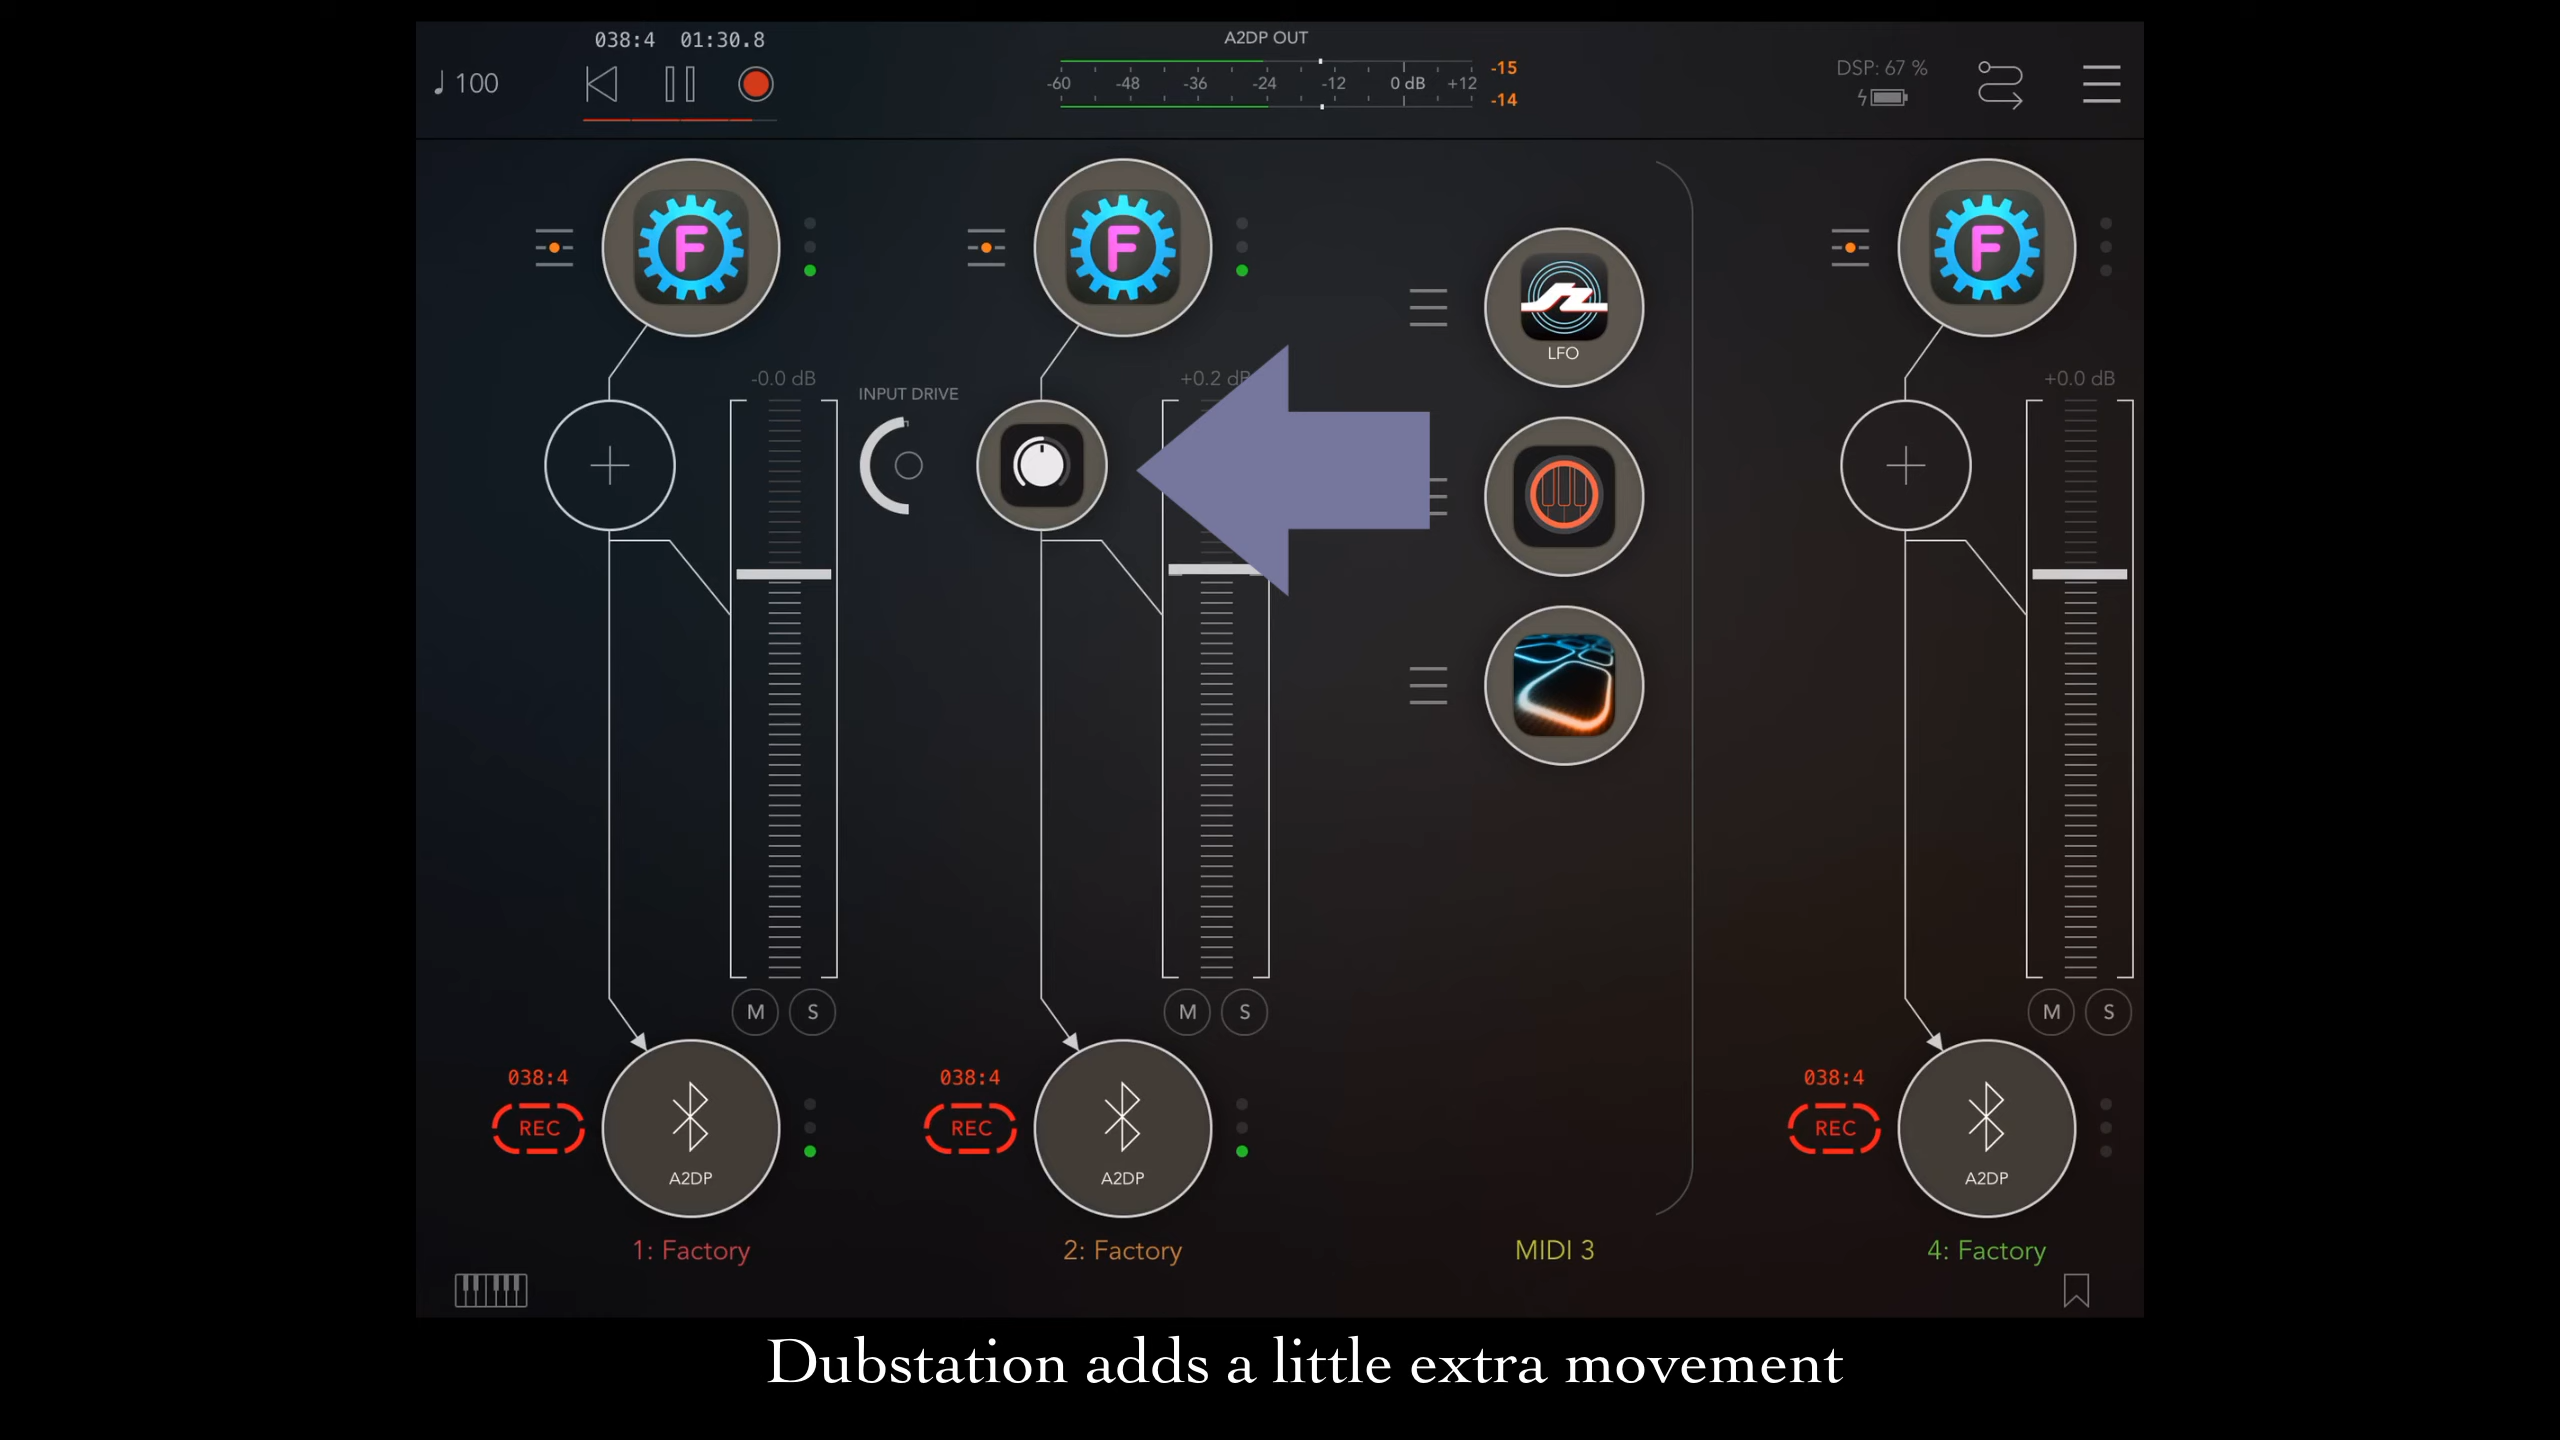 038:4 01:30.8
A2DP OUT
100
-60 -48 -36 -24 -12 0 dB +12
-15
-14
DSP: 67 %
F
F
F
LFO
-0.0 dB
INPUT DRIVE
+0.2 dB
+0.0 dB
M S
M S
M S
038:4
REC
A2DP
038:4
REC
A2DP
038:4
REC
A2DP
1: Factory
2: Factory
MIDI 3
4: Factory
Dubstation adds a little extra movement